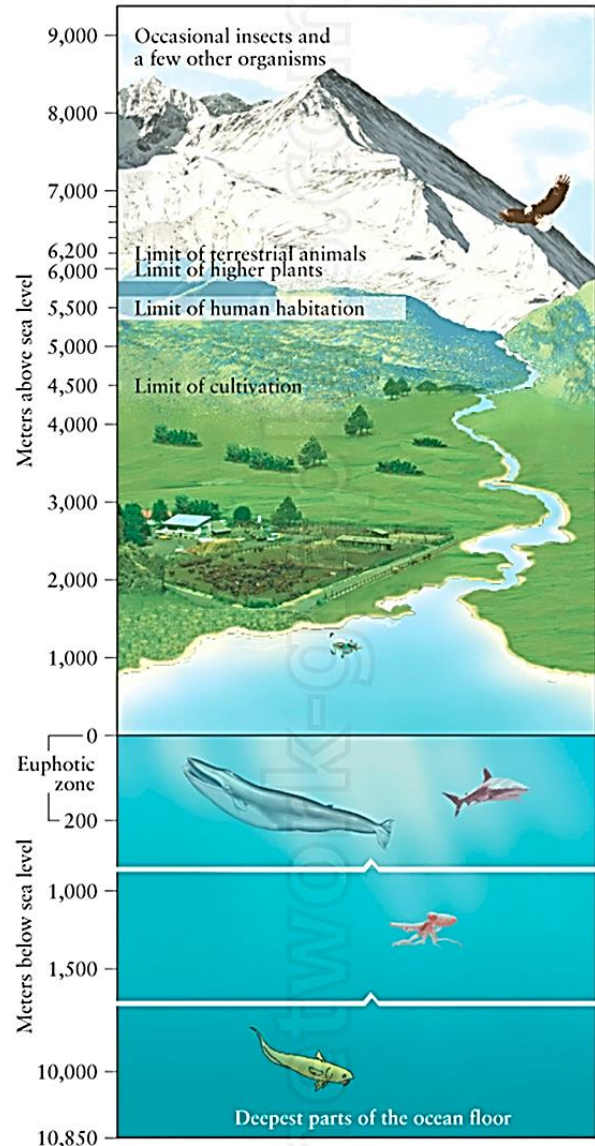 9,000
Occasional insects and
a few other organisms
8,000
7,000
6,200
Limit of terrestrial animals
6,000
Limit of higher plants
5,500
Limit of human habitation
5,000
4,500
Limit of cultivation
4,000
3,000
2,000
1,000
Meters above sea level
0
Euphotic
zone
200
1,000
1,500
10,000
Meters below sea level
Deepest parts of the ocean floor
10,850